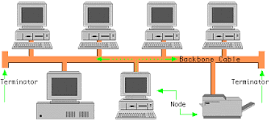 Backbone Cable
Terminator
Terminator
Node